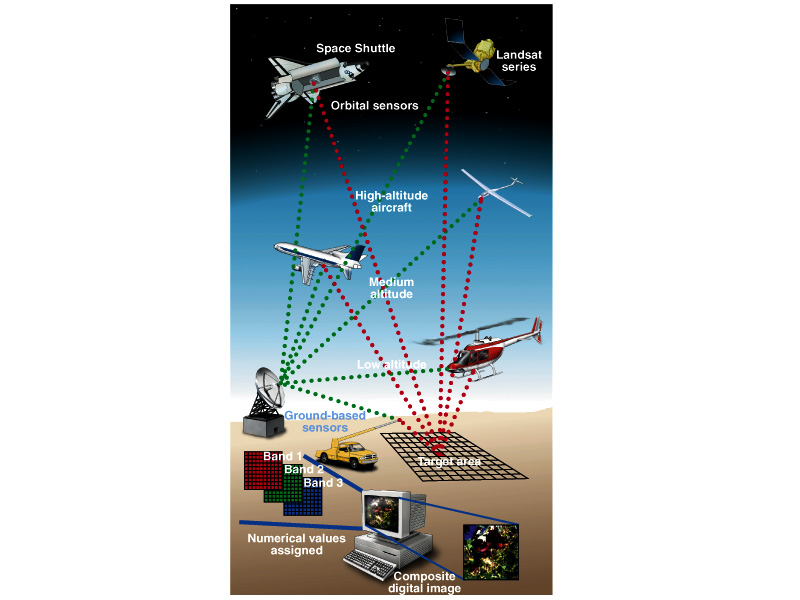 Space Shuttle
Landsat
series
Orbital sensors
High-altitude
aircraft
Medium
altitude
Low altitude
Ground-based
sensors
Target area
Band 1
Band 2
Band 3
Numerical values
assigned
Composite
digital image